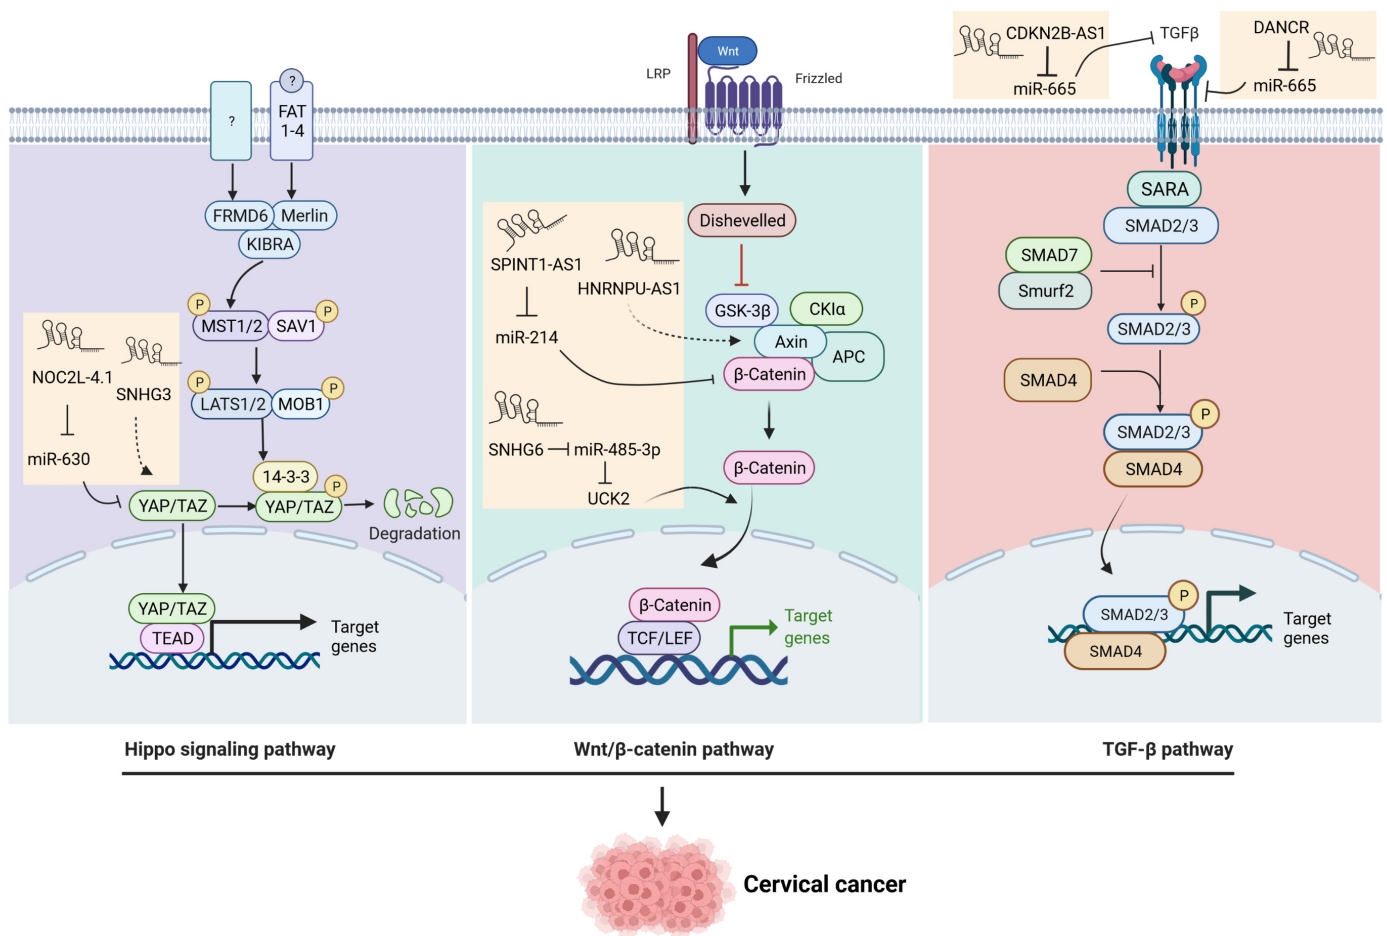 ?
?
FAT
1-4
FRMD6
Merlin
KIBRA
P
P
MST1/2
SAV1
NOC2L-4.1
SNHG3
miR-630
P
P
LATS1/2
MOB1
14-3-3
P
YAP/TAZ
YAP/TAZ
Degradation
YAP/TAZ
TEAD
Target
genes
Hippo signaling pathway
LRP
Wnt
Frizzled
Dishevelled
SPINT1-AS1
HNRNPU-AS1
miR-214
GSK-3β
CKIα
Axin
APC
β-Catenin
SNHG6
miR-485-3p
UCK2
β-Catenin
β-Catenin
TCF/LEF
Target
genes
Wnt/β-catenin pathway
CDKN2B-AS1
miR-665
TGFβ
DANCR
miR-665
SARA
SMAD2/3
SMAD7
Smurf2
P
SMAD2/3
SMAD4
P
SMAD2/3
SMAD4
P
SMAD2/3
SMAD4
Target
genes
TGF-β pathway
Cervical cancer